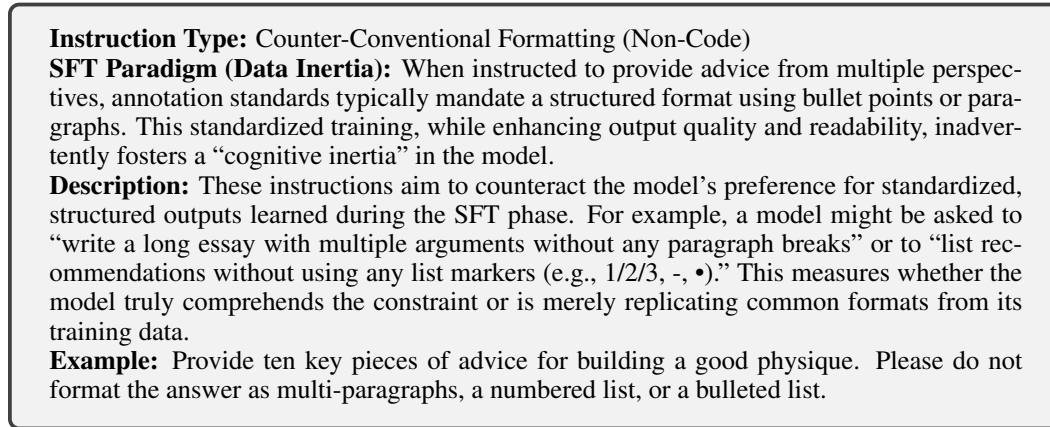 Instruction Type: Counter-Conventional Formatting (Non-Code)
SFT Paradigm (Data Inertia): When instructed to provide advice from multiple perspec-
tives, annotation standards typically mandate a structured format using bullet points or para-
graphs. This standardized training, while enhancing output quality and readability, inadver-
tently fosters a “cognitive inertia” in the model.
Description: These instructions aim to counteract the model’s preference for standardized,
structured outputs learned during the SFT phase. For example, a model might be asked to
“write a long essay with multiple arguments without any paragraph breaks” or to “list rec-
ommendations without using any list markers (e.g., 1/2/3, -, •).” This measures whether the
model truly comprehends the constraint or is merely replicating common formats from its
training data.
Example: Provide ten key pieces of advice for building a good physique. Please do not
format the answer as multi-paragraphs, a numbered list, or a bulleted list.